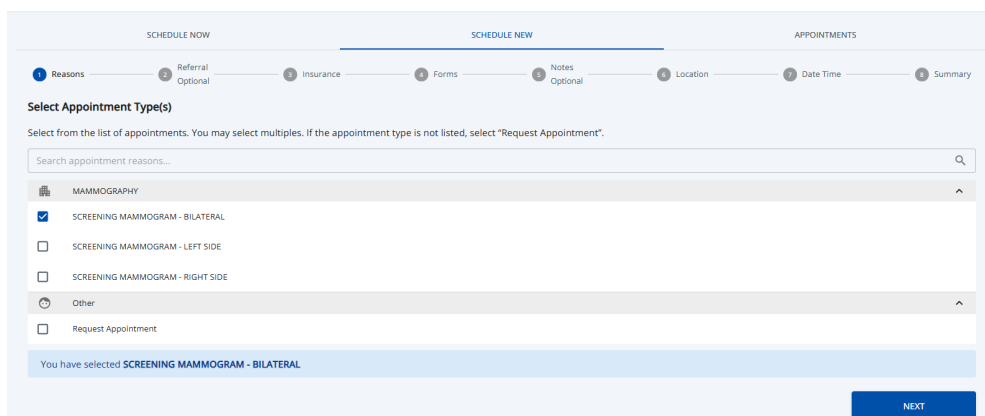 SCHEDULE NOW SCHEDULE NEW APPOINTMENTS
1 Reasons 2 Referral Optional 3 Insurance 4 Forms 5 Notes Optional 6 Location 7 Date Time 8 Summary
Select Appointment Type(s)
Select from the list of appointments. You may select multiples. If the appointment type is not listed, select “Request Appointment”.
Search appointment reasons...
MAMMOGRAPHY
SCREENING MAMMOGRAM - BILATERAL
SCREENING MAMMOGRAM - LEFT SIDE
SCREENING MAMMOGRAM - RIGHT SIDE
Other
Request Appointment
You have selected SCREENING MAMMOGRAM - BILATERAL
NEXT